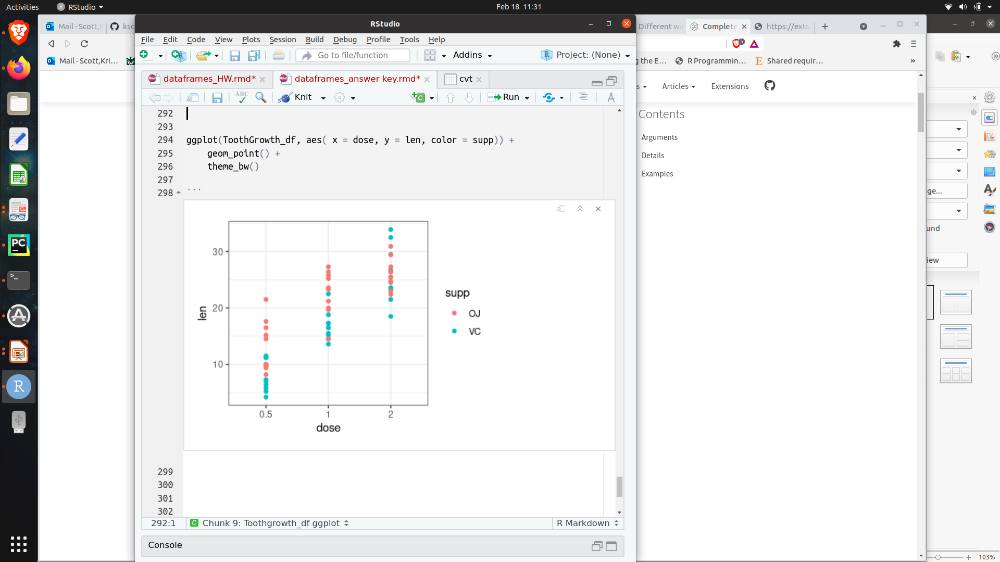 Activities
RStudio
Feb 18 11:31
Mail - Scott,K
ksc
RStudio
Different wa
Complete
https://exts.
File Edit Code View Plots Session Build Debug Profile Tools Help
3
Mail - Scott,Kri...
Go to file/function
Addins
Project: (None)
g the E...
R Programmin...
Shared requir...
dataframes_HW.rmd*
dataframes_answer key.rmd*
cvt
s
Articles
Extensions
ABC
Knit
Run
Contents
Arguments
Details
Examples
292
293
294 ggplot(ToothGrowth_df, aes( x = dose, y = len, color = supp)) +
295 geom_point() +
296 theme_bw()
297
298 ```
ge...
und
iew
30
20
10
len
0.5 1 2
dose
supp
OJ
VC
299
300
301
302
292:1
Chunk 9: Toothgrowth_df ggplot
R Markdown
Console
103%